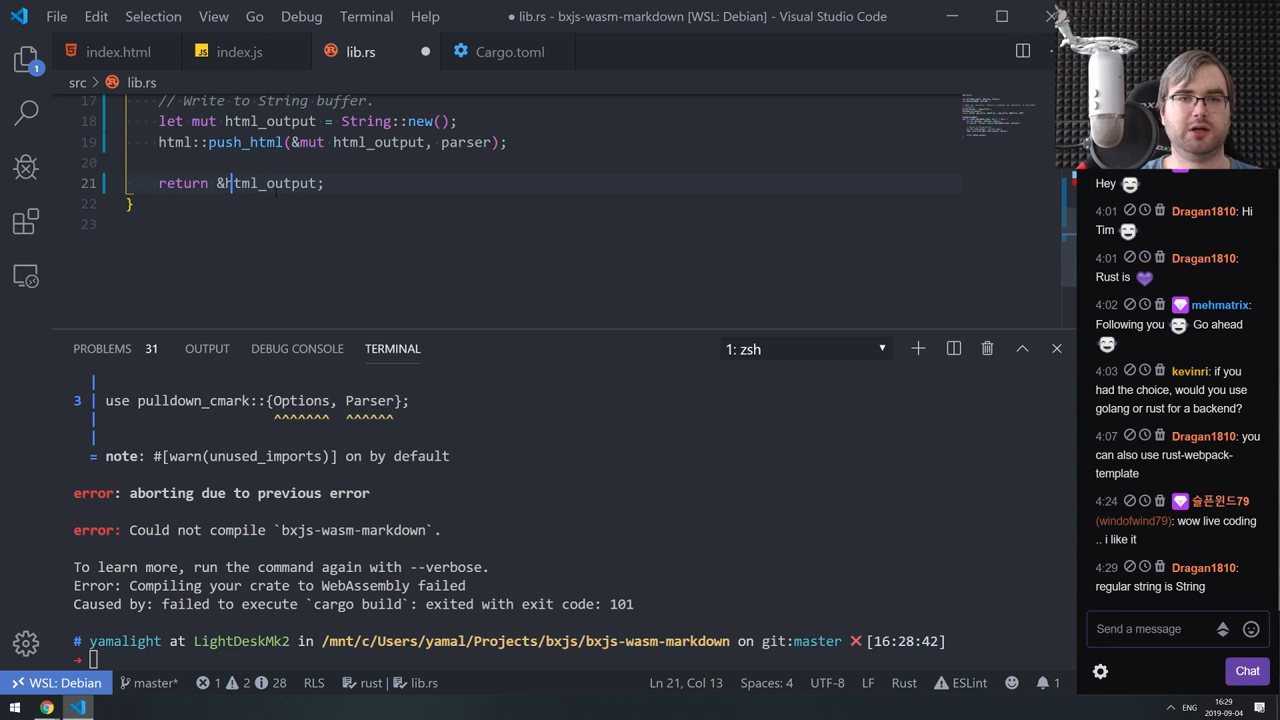 File Edit Selection View Go Debug Terminal Help
● lib.rs - bxjs-wasm-markdown [WSL: Debian] - Visual Studio Code
index.html
JS index.js
lib.rs
Cargo.toml
src > lib.rs
17 // Write to String buffer.
18 let mut html_output = String::new();
19 html::push_html(&mut html_output, parser);
20
21 return &html_output;
22 }
23
PROBLEMS 31 OUTPUT DEBUG CONSOLE TERMINAL
1: zsh
|
3 | use pulldown_cmark::{Options, Parser};
| ^^^^^^^ ^^^^^^
|
= note: #[warn(unused_imports)] on by default
error: aborting due to previous error
error: Could not compile `bxjs-wasm-markdown`.
To learn more, run the command again with --verbose.
Error: Compiling your crate to WebAssembly failed
Caused by: failed to execute `cargo build`: exited with exit code: 101
# yamalight at LightDeskMk2 in /mnt/c/Users/yamal/Projects/bxjs/bxjs-wasm-markdown on git:master ✗ [16:28:42]
→
1
WSL: Debian master* 1 2 28 RLS rust | lib.rs Ln 21, Col 13 Spaces: 4 UTF-8 LF Rust ESLint 1
Hey
4:01 Dragan1810: Hi
Tim
4:01 Dragan1810:
Rust is
4:02 mehmatrix:
Following you Go ahead
4:03 kevinri: if you
had the choice, would you use
golang or rust for a backend?
4:07 Dragan1810: you
can also use rust-webpack-
template
4:24 슬픈윈드79
(windofwind79): wow live coding
.. i like it
4:29 Dragan1810:
regular string is String
Send a message
Chat
ENG 16:29
2019-09-04